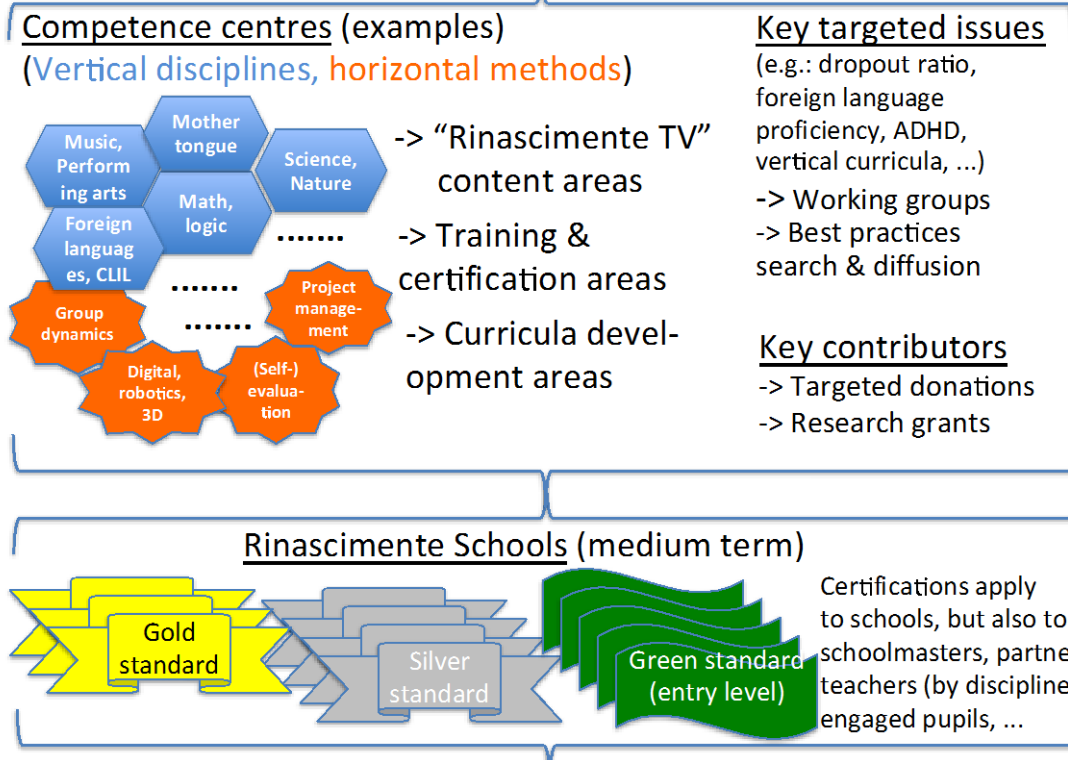 Competence centres (examples)
(Vertical disciplines, horizontal methods)
Music,
Perform
ing arts
Mother
tongue
Science,
Nature
Math,
logic
Foreign
languag
es, CLIL
.......
.......
.......
Group
dynamics
Project
manage-
ment
Digital,
robotics,
3D
(Self-)
evalua-
tion
-> “Rinascimente TV”
content areas
-> Training &
certification areas
-> Curricula devel-
opment areas
Key targeted issues
(e.g.: dropout ratio,
foreign language
proficiency, ADHD,
vertical curricula, ...)
-> Working groups
-> Best practices
search & diffusion
Key contributors
-> Targeted donations
-> Research grants
Rinascimente Schools (medium term)
Gold
standard
Silver
standard
Green standard
(entry level)
Certifications apply
to schools, but also to
schoolmasters, partne
teachers (by discipline
engaged pupils, ...